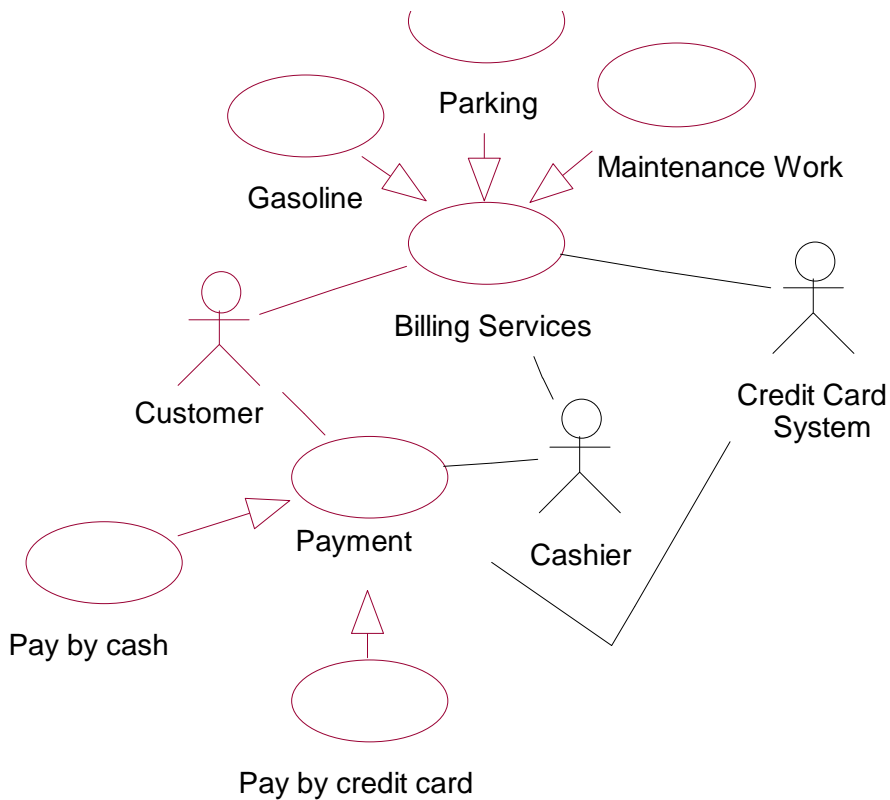 Parking
Maintenance Work
Gasoline
Billing Services
Customer
Credit Card
System
Payment
Cashier
Pay by cash
Pay by credit card